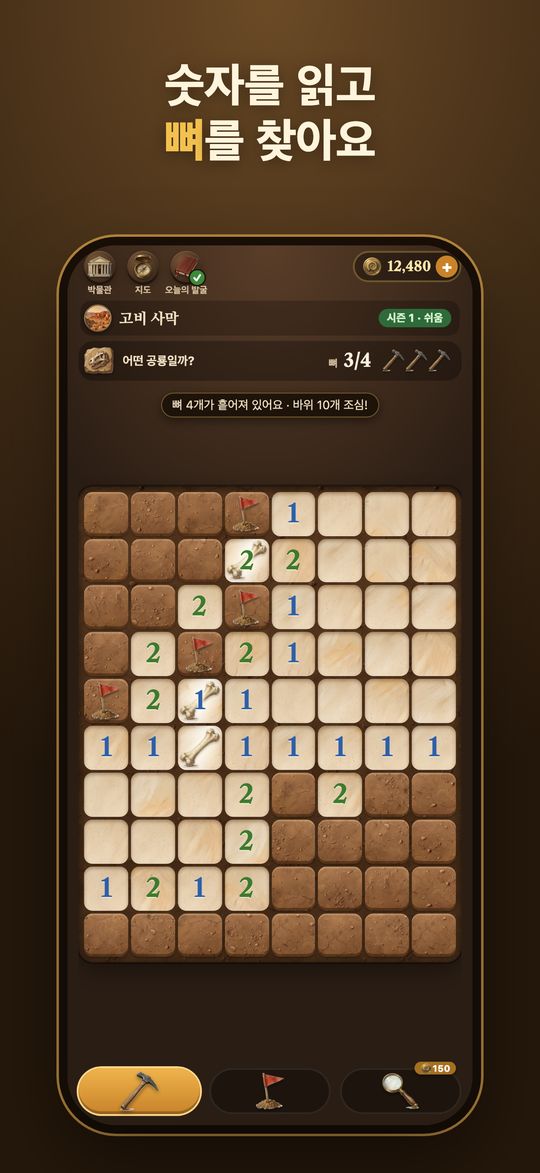 숫자를 읽고
뼈를 찾아요
박물관 지도 오늘의 발굴
12,480 +
고비 사막
시즌 1 · 쉬움
어떤 공룡일까?
뼈 3/4
뼈 4개가 흩어져 있어요 · 바위 10개 조심!
1
2 2
2 1
2 2 1
2 1 1
1 1 1 1 1 1 1
2 2
2
1 2 1 2
150